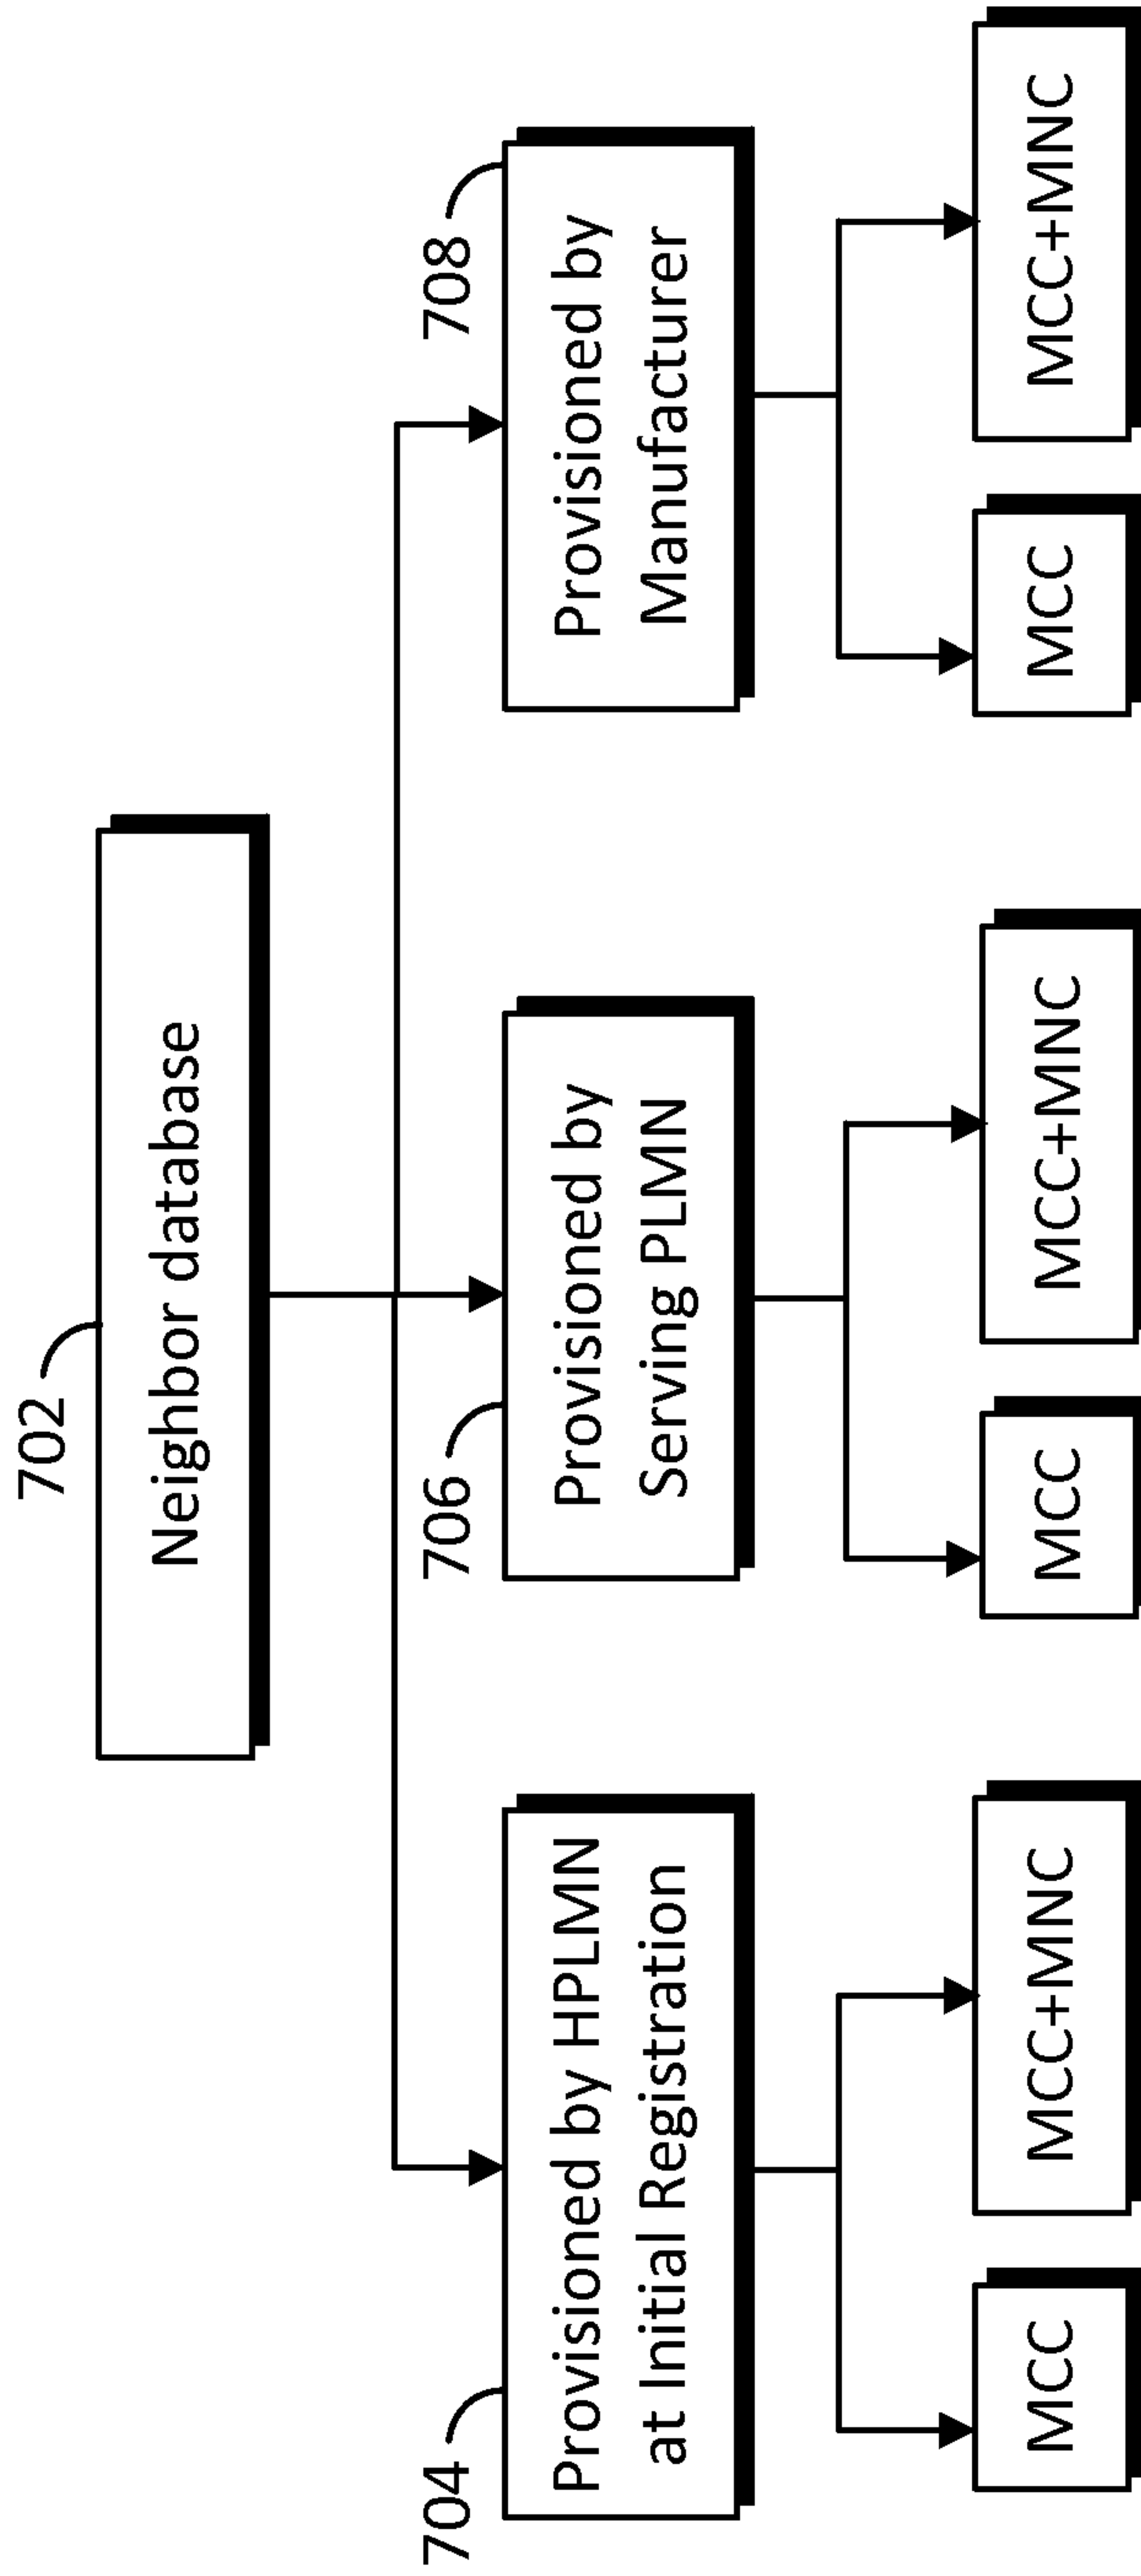 702
Neighbor database
704
Provisioned by HPLMN
at Initial Registration
706
Provisioned by
Serving PLMN
708
Provisioned by
Manufacturer
MCC
MCC+MNC
MCC
MCC+MNC
MCC
MCC+MNC